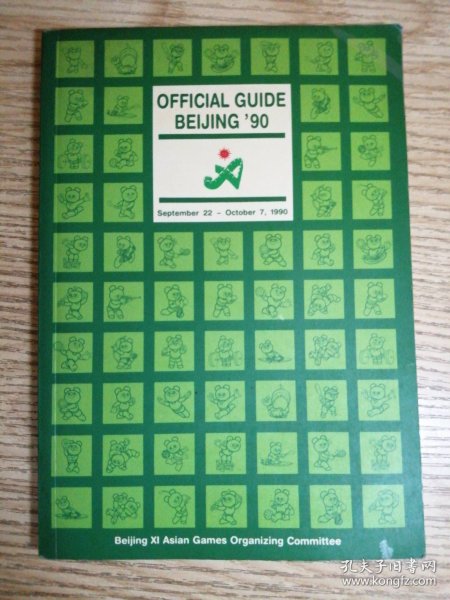 OFFICIAL GUIDE
BEIJING '90
September 22 - October 7, 1990
Beijing XI Asian Games Organizing Committee
孔夫子旧书网
www.kongfz.com